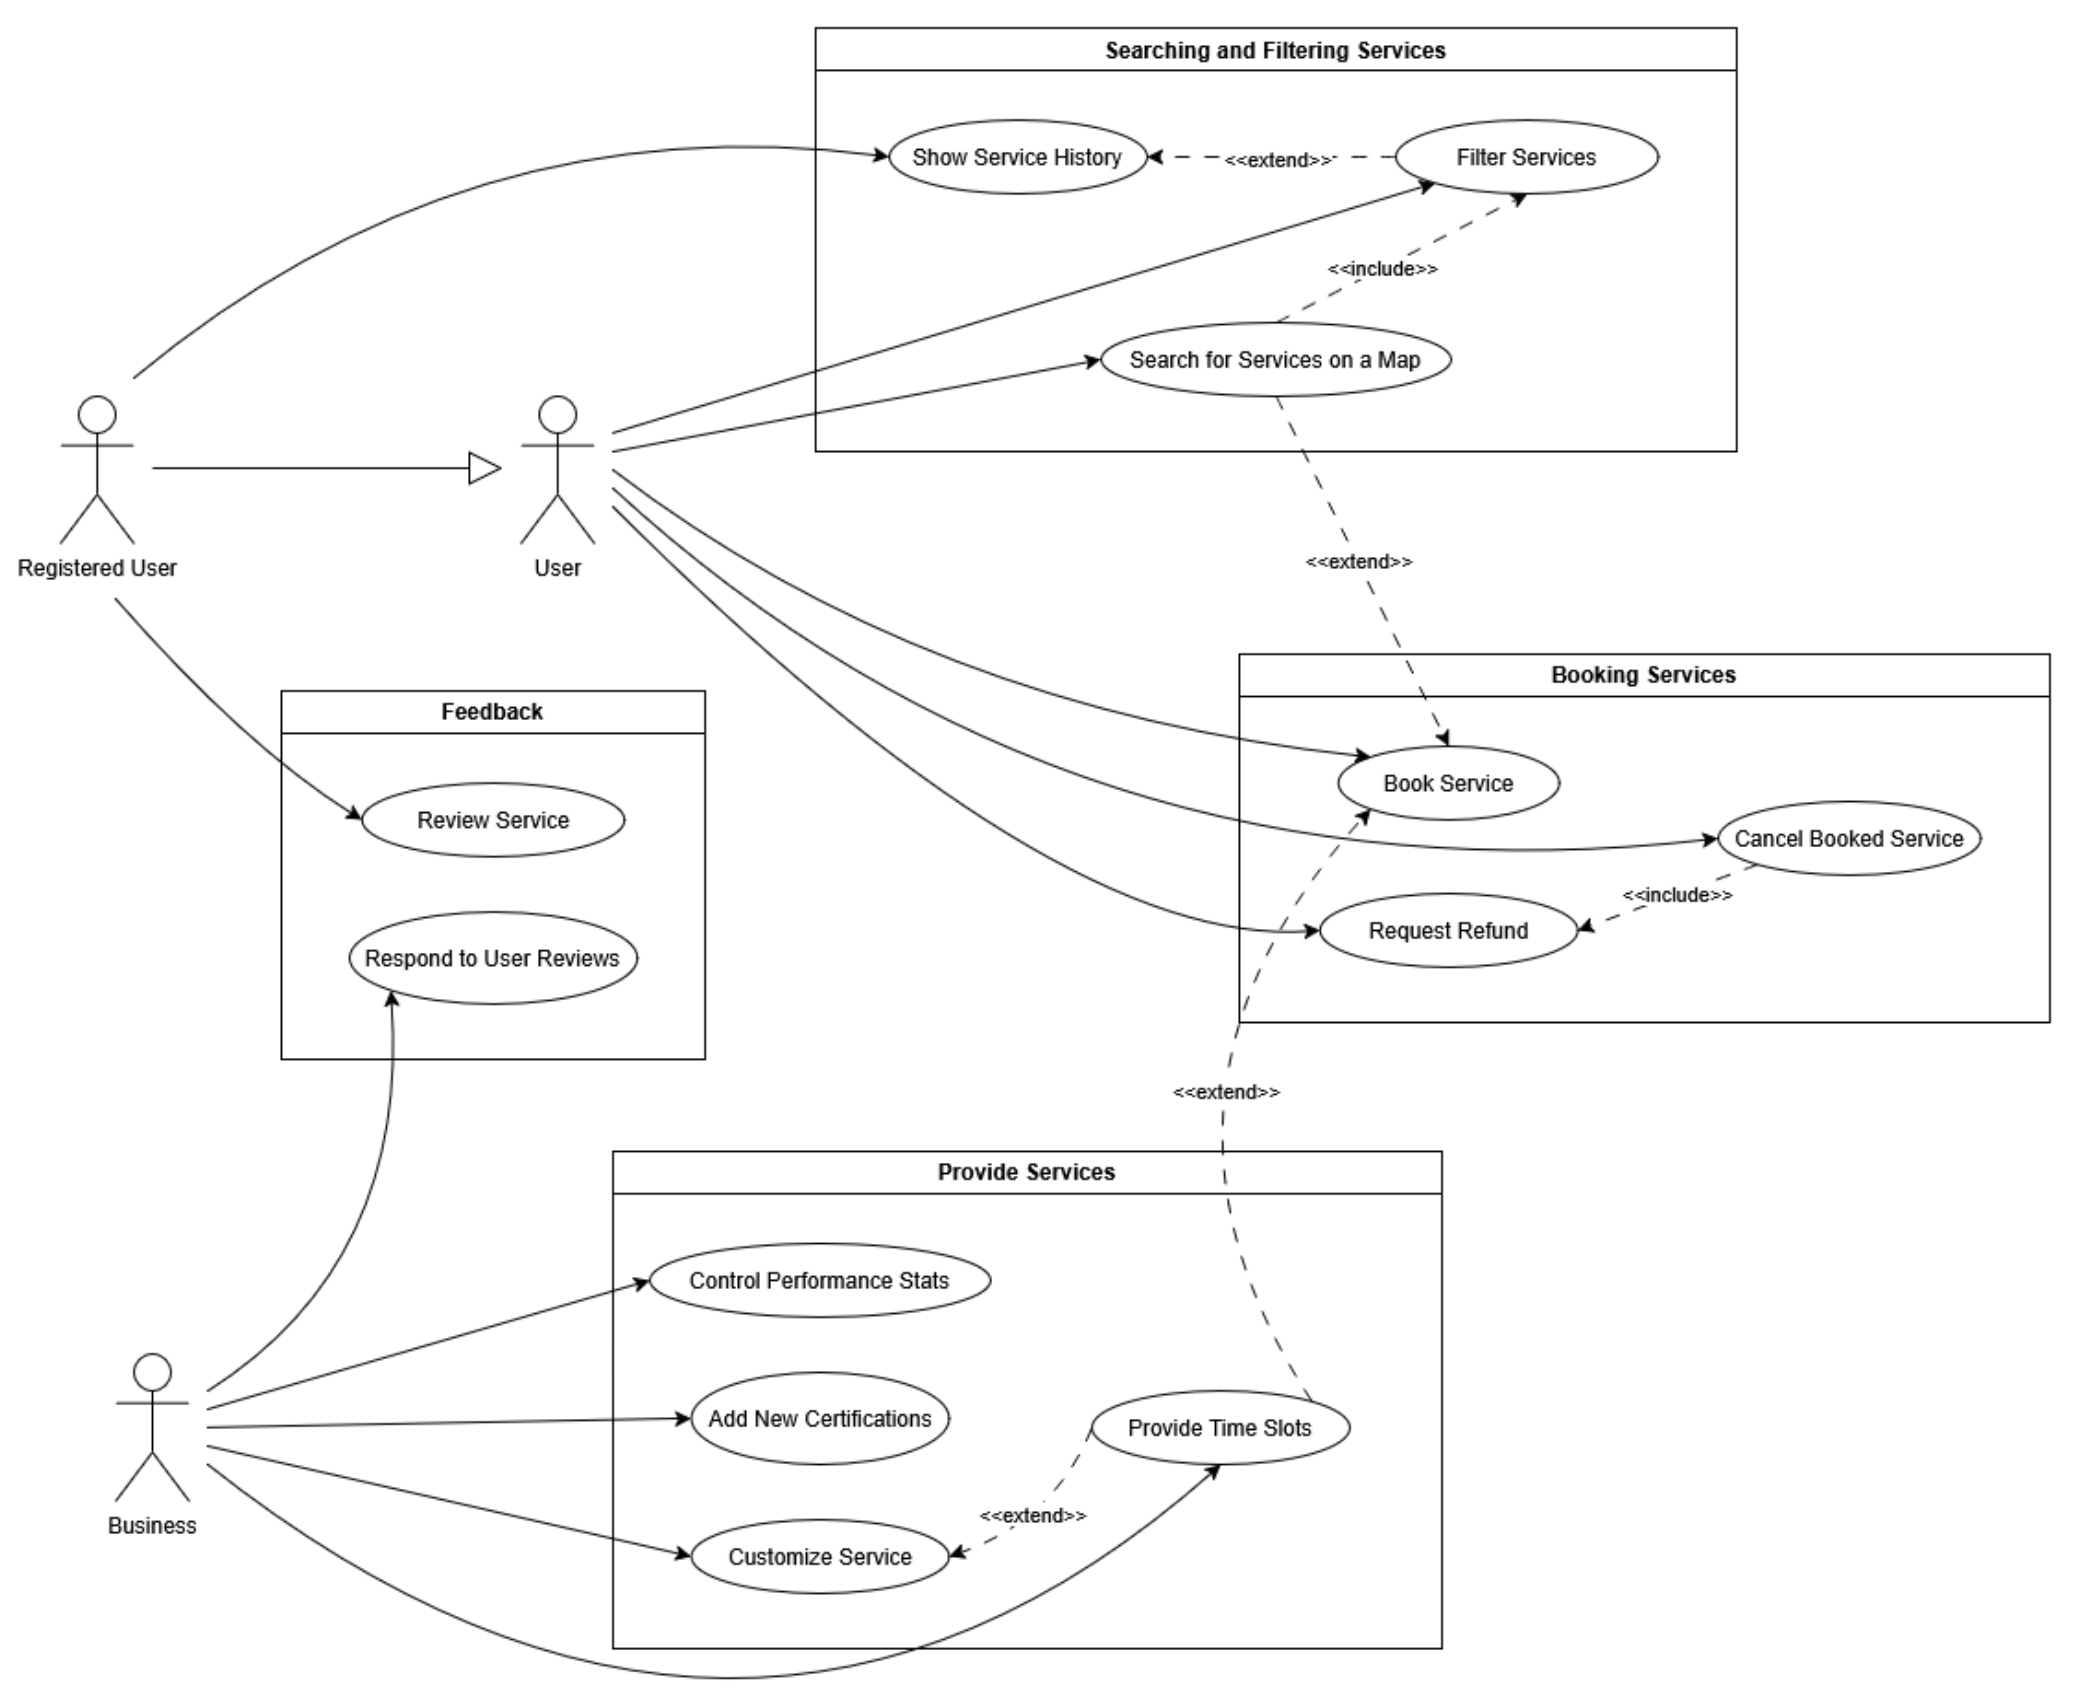 Searching and Filtering Services
Show Service History
<<extend>>
Filter Services
<<include>>
Search for Services on a Map
Registered User
User
<<extend>>
Booking Services
Book Service
Cancel Booked Service
<<include>>
Request Refund
Feedback
Review Service
Respond to User Reviews
<<extend>>
Provide Services
Control Performance Stats
Add New Certifications
Provide Time Slots
<<extend>>
Customize Service
Business